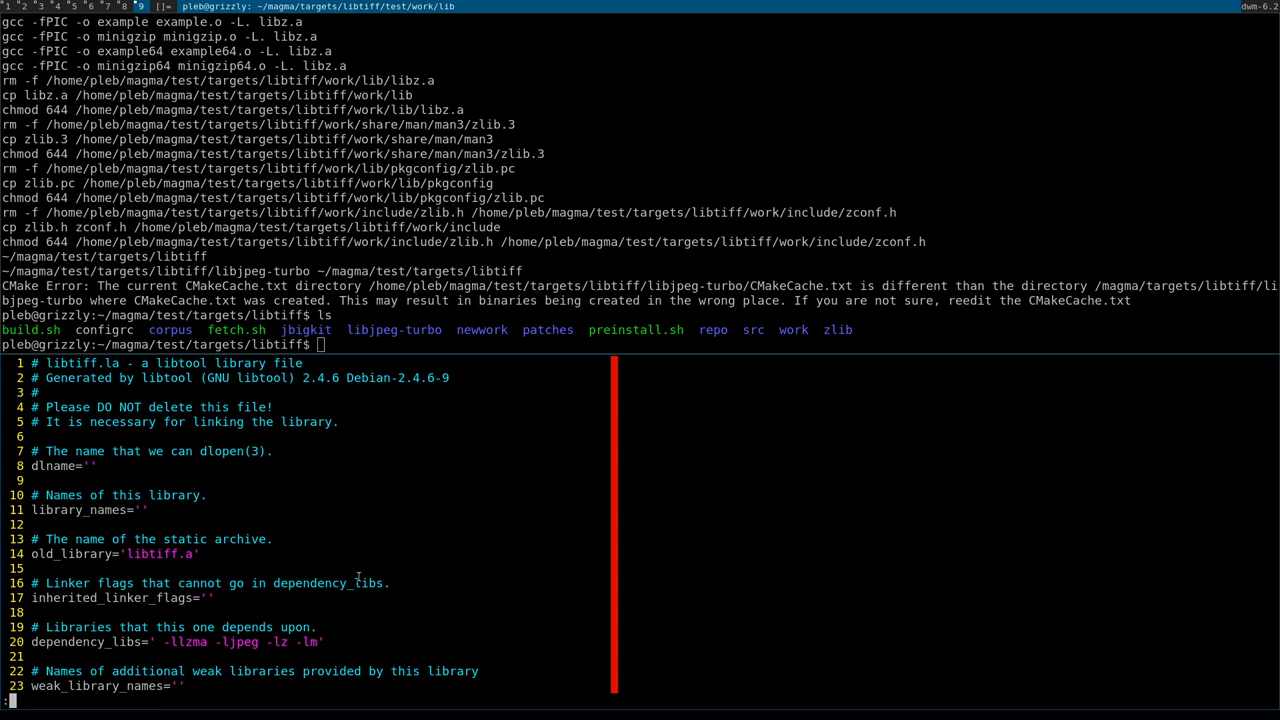 1 2 3 4 5 6 7 8 9 []= pleb@grizzly: ~/magma/targets/libtiff/test/work/lib dwm-6.2
gcc -fPIC -o example example.o -L. libz.a
gcc -fPIC -o minigzip minigzip.o -L. libz.a
gcc -fPIC -o example64 example64.o -L. libz.a
gcc -fPIC -o minigzip64 minigzip64.o -L. libz.a
rm -f /home/pleb/magma/test/targets/libtiff/work/lib/libz.a
cp libz.a /home/pleb/magma/test/targets/libtiff/work/lib
chmod 644 /home/pleb/magma/test/targets/libtiff/work/lib/libz.a
rm -f /home/pleb/magma/test/targets/libtiff/work/share/man/man3/zlib.3
cp zlib.3 /home/pleb/magma/test/targets/libtiff/work/share/man/man3
chmod 644 /home/pleb/magma/test/targets/libtiff/work/share/man/man3/zlib.3
rm -f /home/pleb/magma/test/targets/libtiff/work/lib/pkgconfig/zlib.pc
cp zlib.pc /home/pleb/magma/test/targets/libtiff/work/lib/pkgconfig
chmod 644 /home/pleb/magma/test/targets/libtiff/work/lib/pkgconfig/zlib.pc
rm -f /home/pleb/magma/test/targets/libtiff/work/include/zlib.h /home/pleb/magma/test/targets/libtiff/work/include/zconf.h
cp zlib.h zconf.h /home/pleb/magma/test/targets/libtiff/work/include
chmod 644 /home/pleb/magma/test/targets/libtiff/work/include/zlib.h /home/pleb/magma/test/targets/libtiff/work/include/zconf.h
~/magma/test/targets/libtiff
~/magma/test/targets/libtiff/libjpeg-turbo ~/magma/test/targets/libtiff
CMake Error: The current CMakeCache.txt directory /home/pleb/magma/test/targets/libtiff/libjpeg-turbo/CMakeCache.txt is different than the directory /magma/targets/libtiff/li
bjpeg-turbo where CMakeCache.txt was created. This may result in binaries being created in the wrong place. If you are not sure, reedit the CMakeCache.txt
pleb@grizzly:~/magma/test/targets/libtiff$ ls
build.sh configrc corpus fetch.sh jbigkit libjpeg-turbo newwork patches preinstall.sh repo src work zlib
pleb@grizzly:~/magma/test/targets/libtiff$
1 # libtiff.la - a libtool library file
2 # Generated by libtool (GNU libtool) 2.4.6 Debian-2.4.6-9
3 #
4 # Please DO NOT delete this file!
5 # It is necessary for linking the library.
6
7 # The name that we can dlopen(3).
8 dlname=''
9
10 # Names of this library.
11 library_names=''
12
13 # The name of the static archive.
14 old_library='libtiff.a'
15
16 # Linker flags that cannot go in dependency_libs.
17 inherited_linker_flags=''
18
19 # Libraries that this one depends upon.
20 dependency_libs=' -llzma -ljpeg -lz -lm'
21
22 # Names of additional weak libraries provided by this library
23 weak_library_names=''
: